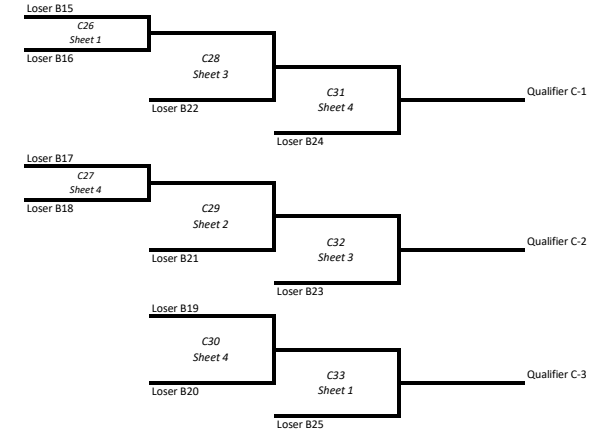 Loser B15
C26
Sheet 1
Loser B16
C28
Sheet 3
Loser B22
C31
Sheet 4
Qualifier C-1
Loser B24
Loser B17
C27
Sheet 4
Loser B18
C29
Sheet 2
Loser B21
C32
Sheet 3
Qualifier C-2
Loser B23
Loser B19
C30
Sheet 4
Loser B20
C33
Sheet 1
Qualifier C-3
Loser B25